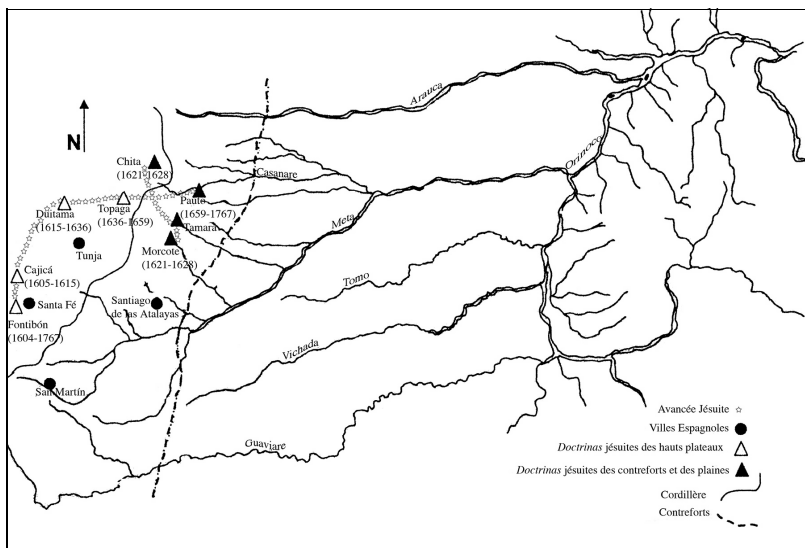 Arauca
N
Chita
(1621-1628)
Casanare
Orinoco
Duitama
(1615-1636)
Topaga
(1636-1659)
Pauto
(1659-1767)
Tamara
Meta
Tunja
Morcote
(1621-1628)
Cajicá
(1605-1615)
Tomo
Santa Fé
Santiago
de las Atalayas
Fontibón
(1604-1767)
Vichada
San Martín
Guaviare
Avancée Jésuite
Villes Espagnoles
Doctrinas jésuites des hauts plateaux
Doctrinas jésuites des contreforts et des plaines
Cordillère
Contreforts